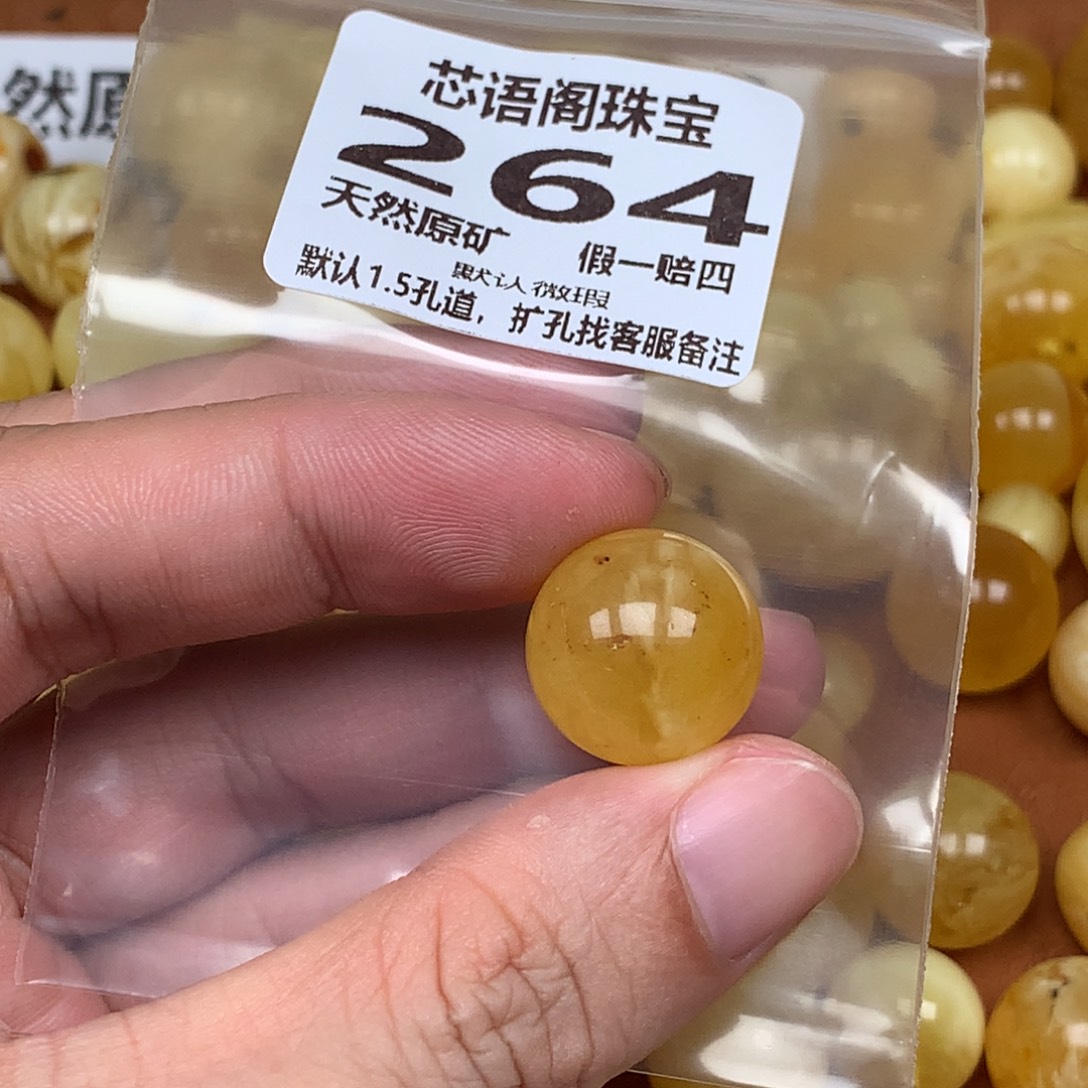 然原
芯语阁珠宝
264
天然原矿 假一赔四
默认微瑕
默认1.5孔道，扩孔找客服备注